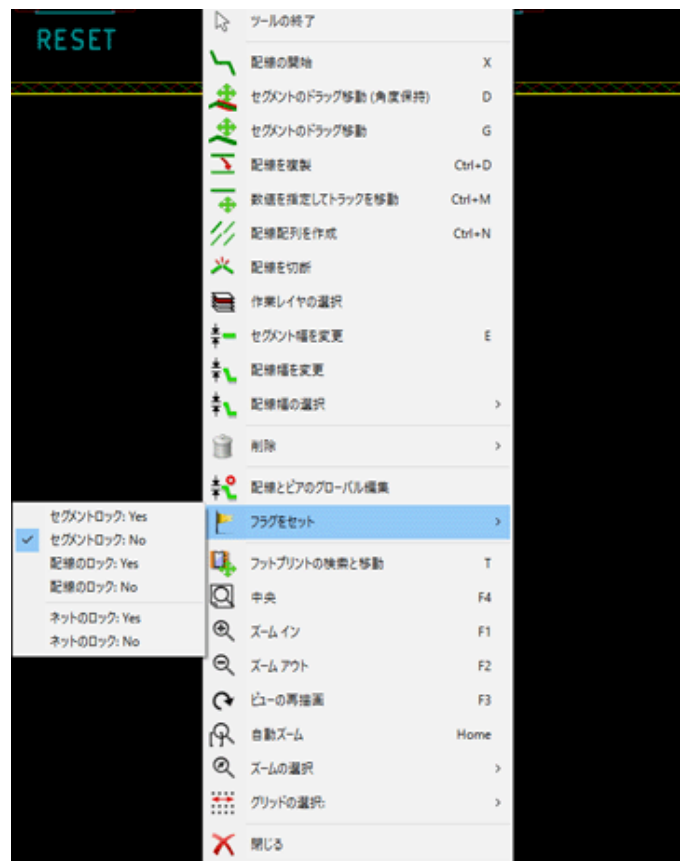 RESET
ツールの終了
配線の開始 X
セグメントのドラッグ移動 (角度保持) D
セグメントのドラッグ移動 G
配線を複製 Ctrl+D
数値を指定してトラックを移動 Ctrl+M
配線配列を作成 Ctrl+N
配線を切断
作業レイヤの選択
セグメント幅を変更 E
配線幅を変更
配線幅の選択
削除
配線とビアのグローバル編集
フラグをセット
セグメントロック: Yes
セグメントロック: No
配線のロック: Yes
配線のロック: No
ネットのロック: Yes
ネットのロック: No
フットプリントの検索と移動 T
中央 F4
ズーム イン F1
ズーム アウト F2
ビューの再描画 F3
自動ズーム Home
ズームの選択
グリッドの選択:
閉じる